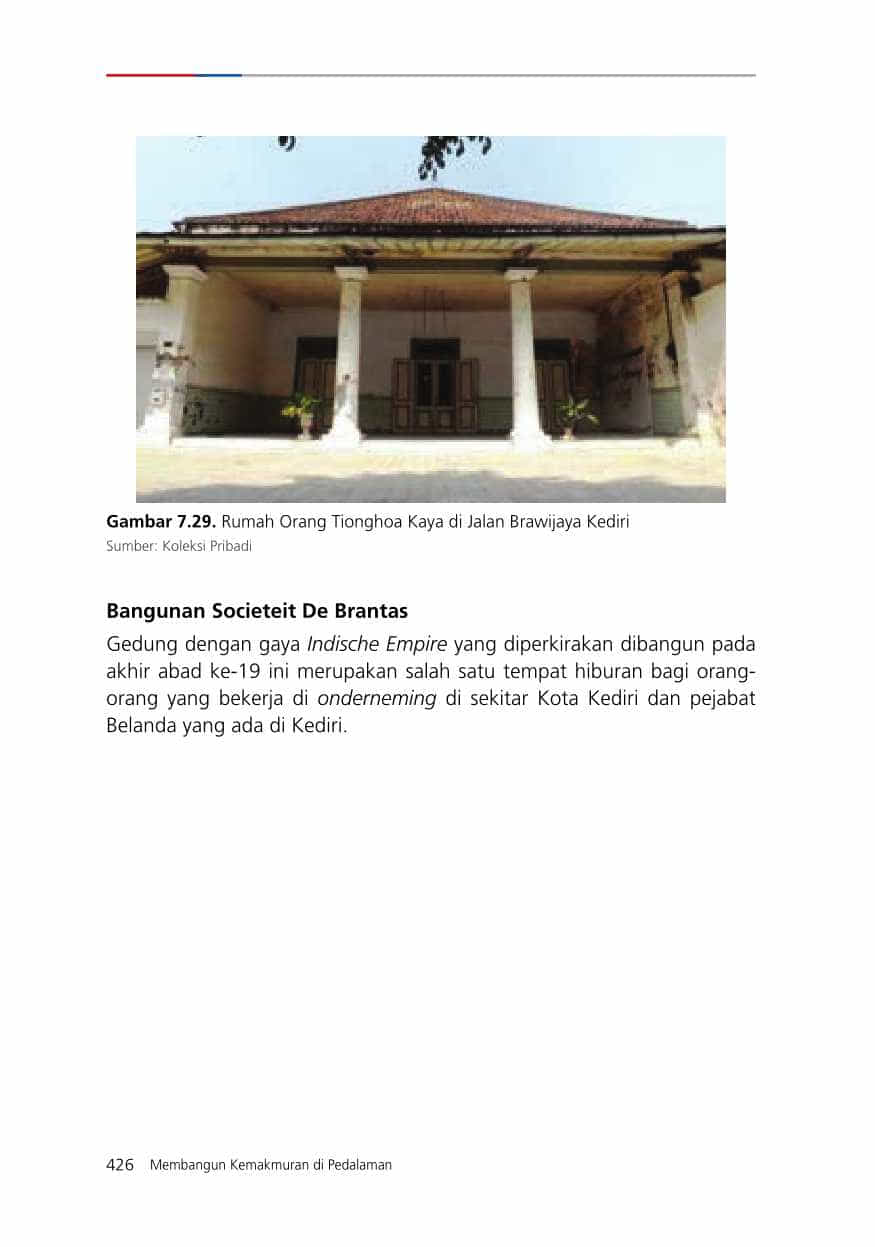 Gambar 7.29. Rumah Orang Tionghoa Kaya di Jalan Brawijaya Kediri
Sumber: Koleksi Pribadi
Bangunan Societeit De Brantas
Gedung dengan gaya Indische Empire yang diperkirakan dibangun pada
akhir abad ke-19 ini merupakan salah satu tempat hiburan bagi orang-
orang yang bekerja di onderneming di sekitar Kota Kediri dan pejabat
Belanda yang ada di Kediri.
426 Membangun Kemakmuran di Pedalaman